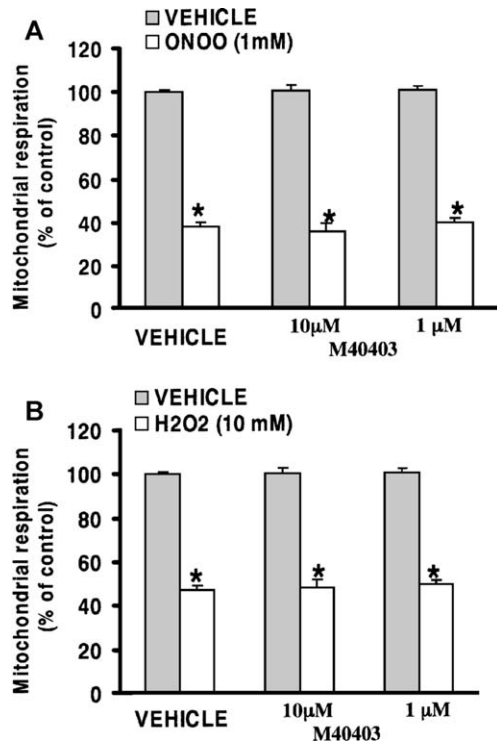 A
VEHICLE
ONOO (1mM)
Mitochondrial respiration
(% of control)
120
100
80
60
40
20
0
*
*
*
VEHICLE
10µM
1 µM
M40403
B
VEHICLE
H2O2 (10 mM)
Mitochondrial respiration
(% of control)
120
100
80
60
40
20
0
*
*
*
VEHICLE
10µM
1 µM
M40403